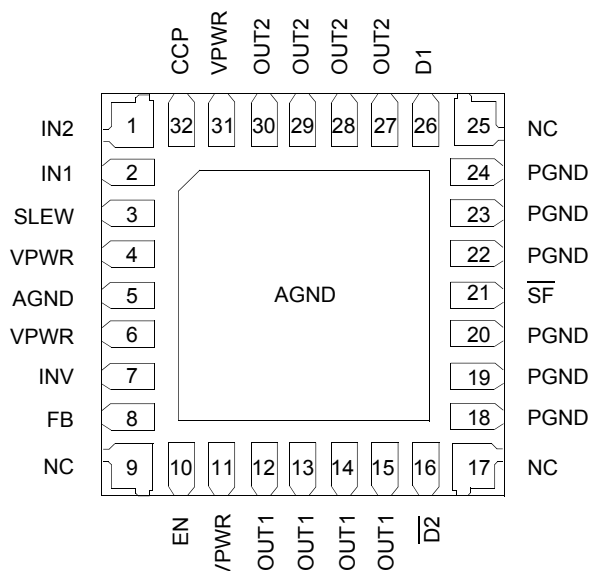 CCP VPWR OUT2 OUT2 OUT2 OUT2 D1
32 31 30 29 28 27 26
IN2 1 25 NC
IN1 2 24 PGND
SLEW 3 23 PGND
VPWR 4 22 PGND
AGND 5 AGND 21 S̅F̅
VPWR 6 20 PGND
INV 7 19 PGND
FB 8 18 PGND
NC 9 17 NC
10 11 12 13 14 15 16
EN VPWR OUT1 OUT1 OUT1 OUT1 D̅2̅